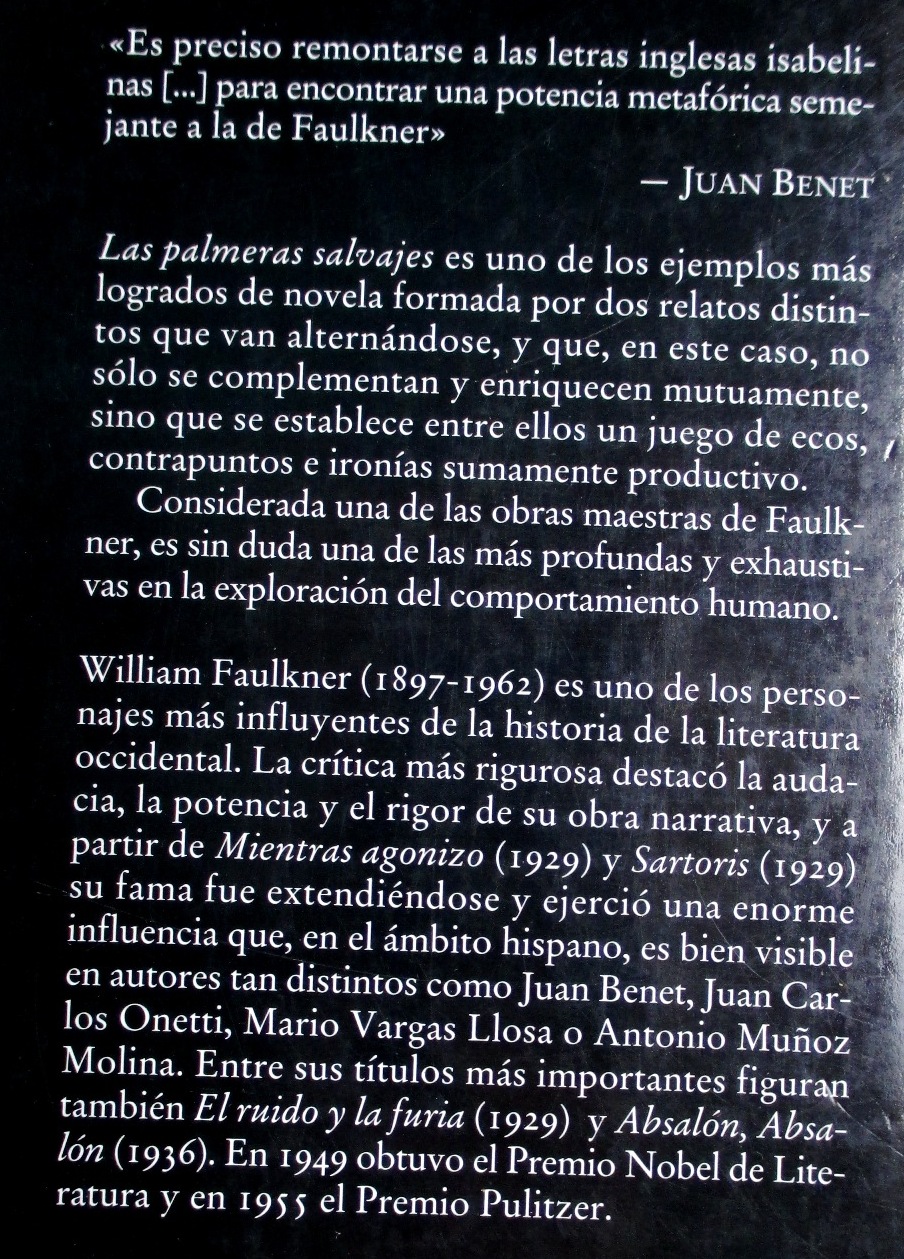 «Es preciso remontarse a las letras inglesas isabeli-
nas [...] para encontrar una potencia metafórica seme-
jante a la de Faulkner»
— JUAN BENET
Las palmeras salvajes es uno de los ejemplos más
logrados de novela formada por dos relatos distin-
tos que van alternándose, y que, en este caso, no
sólo se complementan y enriquecen mutuamente,
sino que se establece entre ellos un juego de ecos,
contrapuntos e ironías sumamente productivo.
Considerada una de las obras maestras de Faulk-
ner, es sin duda una de las más profundas y exhausti-
vas en la exploración del comportamiento humano.
William Faulkner (1897-1962) es uno de los perso-
najes más influyentes de la historia de la literatura
occidental. La crítica más rigurosa destacó la auda-
cia, la potencia y el rigor de su obra narrativa, y a
partir de Mientras agonizo (1929) y Sartoris (1929)
su fama fue extendiéndose y ejerció una enorme
influencia que, en el ámbito hispano, es bien visible
en autores tan distintos como Juan Benet, Juan Car-
los Onetti, Mario Vargas Llosa o Antonio Muñoz
Molina. Entre sus títulos más importantes figuran
también El ruido y la furia (1929) y Absalón, Absa-
lón (1936). En 1949 obtuvo el Premio Nobel de Lite-
ratura y en 1955 el Premio Pulitzer.